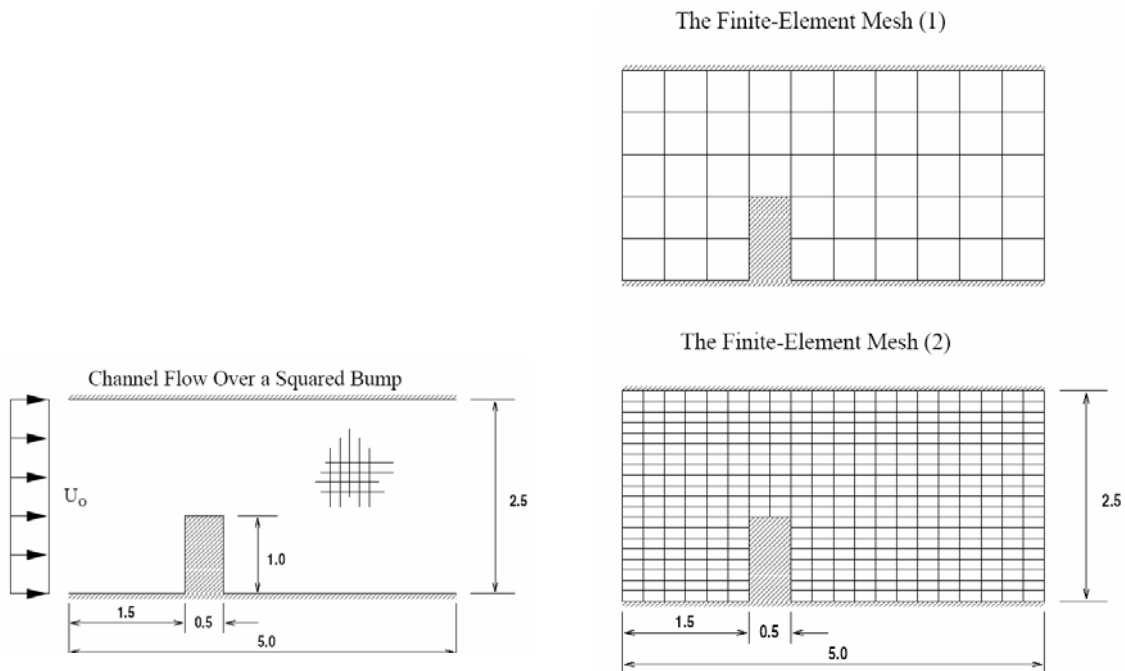 The Finite-Element Mesh (1)
The Finite-Element Mesh (2)
Channel Flow Over a Squared Bump
Uo
2.5
1.0
1.5
0.5
5.0
2.5
1.5
0.5
5.0